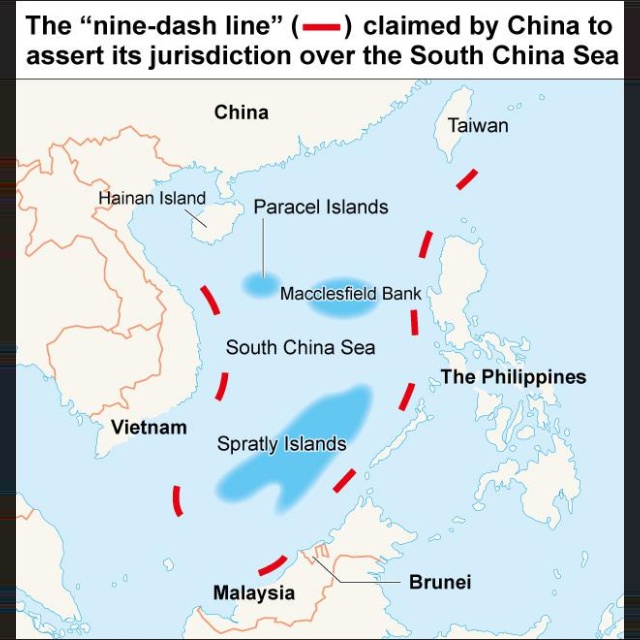 The “nine-dash line” ( ) claimed by China to
assert its jurisdiction over the South China Sea
China
Taiwan
Hainan Island
Paracel Islands
Macclesfield Bank
South China Sea
The Philippines
Vietnam
Spratly Islands
Brunei
Malaysia